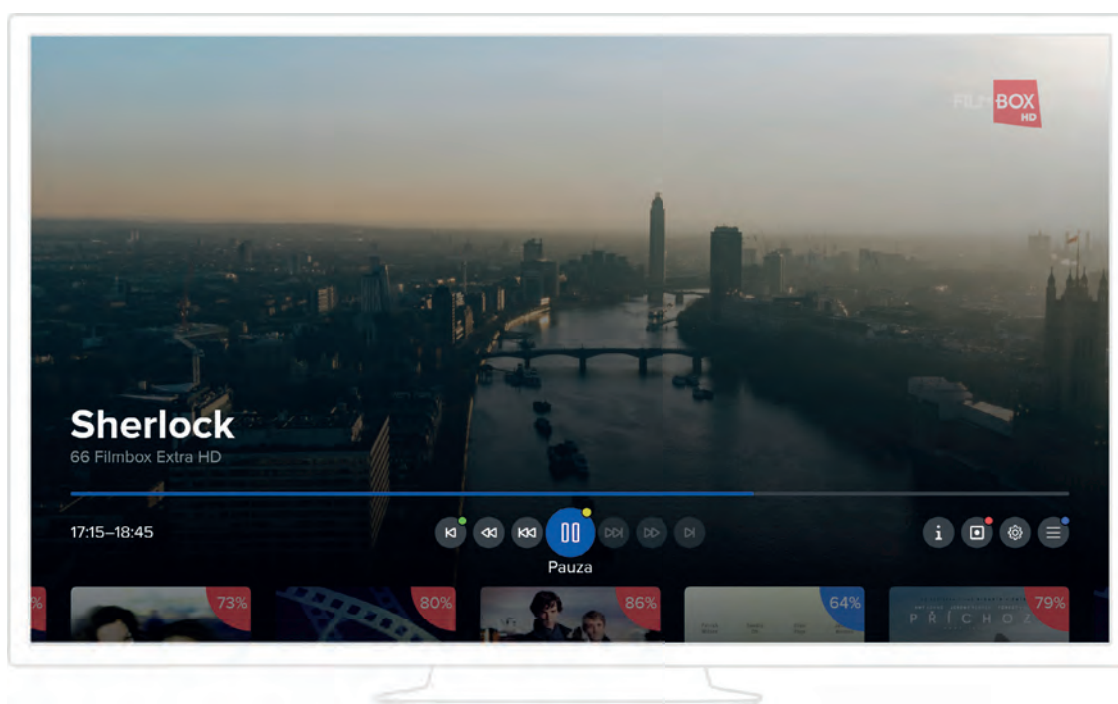 FILMBOX
HD
Sherlock
66 Filmbox Extra HD
17:15–18:45
Pauza
%
73%
80%
86%
64%
79%
PŘÍCHOZ